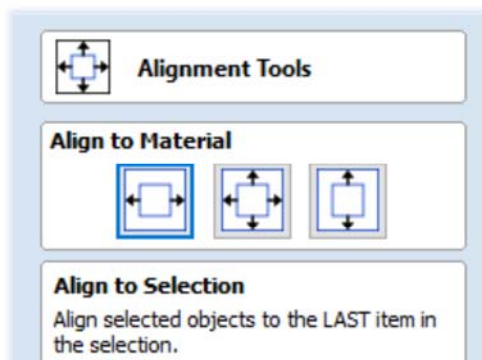 Alignment Tools
Align to Material
Align to Selection
Align selected objects to the LAST item in
the selection.